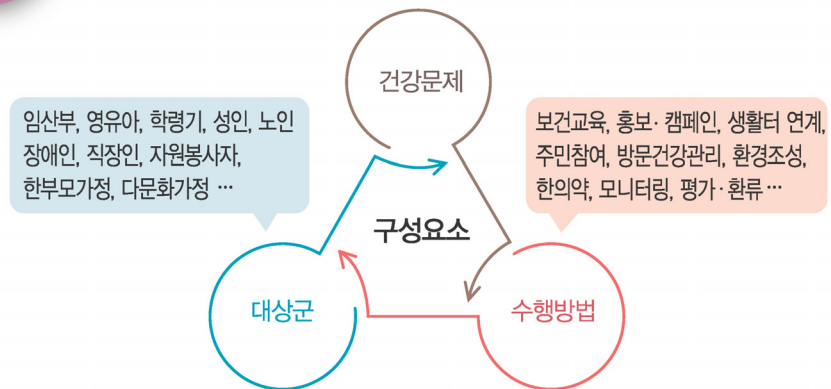 건강문제
임산부, 영유아, 학령기, 성인, 노인
장애인, 직장인, 자원봉사자,
한부모가정, 다문화가정 …
보건교육, 홍보· 캠페인, 생활터 연계,
주민참여, 방문건강관리, 환경조성,
한의약, 모니터링, 평가·환류…
구성요소
대상군
수행방법